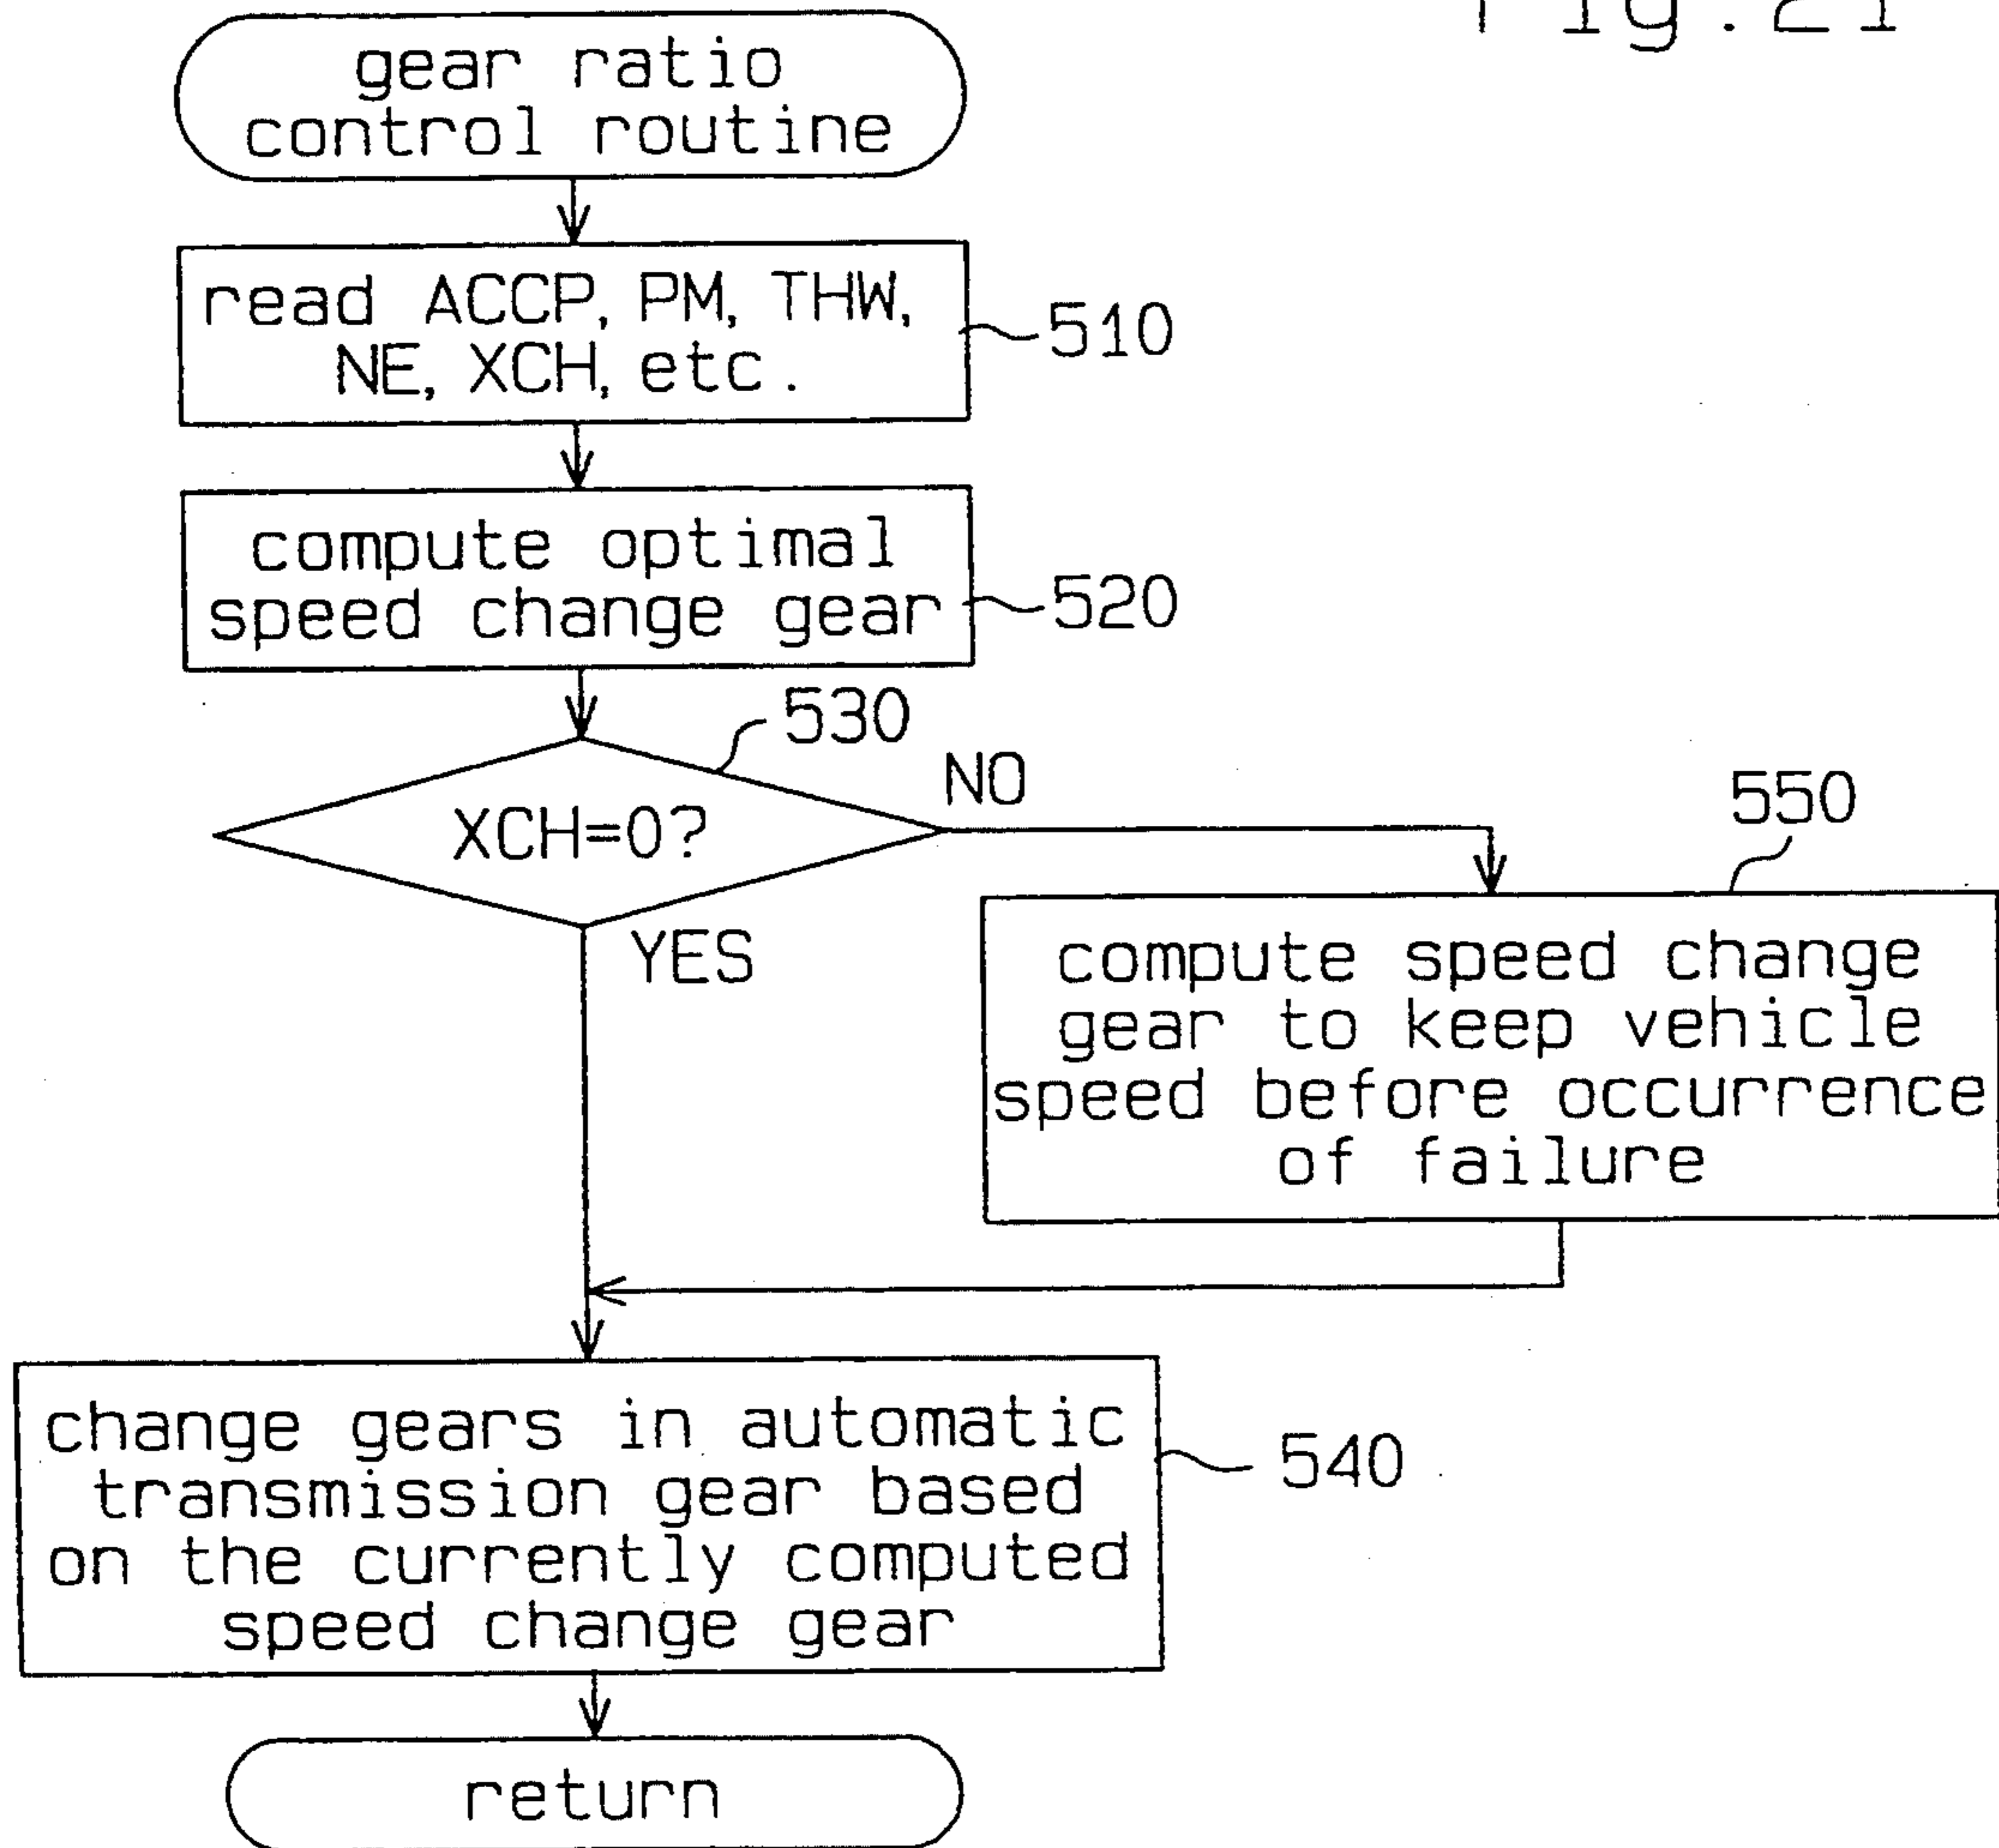 Fig.21
gear ratio
control routine
read ACCP, PM, THW,
NE, XCH, etc.
510
compute optimal
speed change gear
520
530
XCH=0?
NO
YES
550
compute speed change
gear to keep vehicle
speed before occurrence
of failure
change gears in automatic
transmission gear based
on the currently computed
speed change gear
540
return